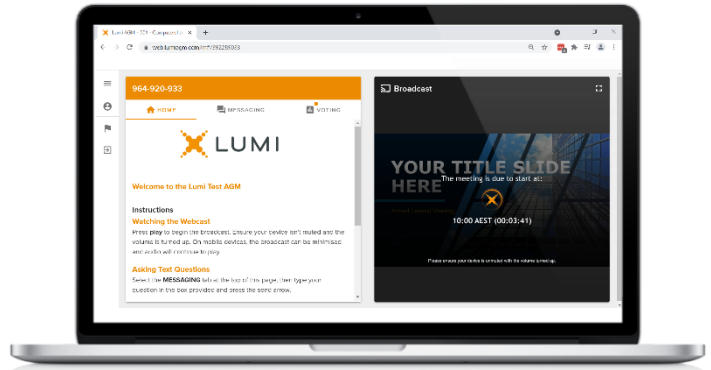 Lumi AGM
web.lumiagm.com
964-920-933
HOME
MESSAGING
VOTING
LUMI
Welcome to the Lumi Test AGM
Instructions
Watching the Webcast
Press play to begin the broadcast. Ensure your device isn't muted and the
volume is turned up. On mobile devices, the broadcast can be minimised
and audio will continue to play.
Asking Text Questions
Select the MESSAGING tab at the top of this page, then type your
question in the box provided and press the send arrow.
Broadcast
YOUR TITLE SLIDE
HERE
The meeting is due to start at:
10:00 AEST (00:03:41)
Please ensure your device is unmuted with the volume turned up.